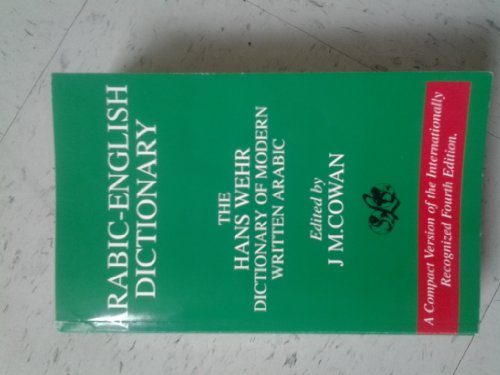 ARABIC-ENGLISH
DICTIONARY
THE
HANS WEHR
DICTIONARY OF MODERN
WRITTEN ARABIC
Edited by
J M.COWAN
A Compact Version of the Internationally
Recognized Fourth Edition.